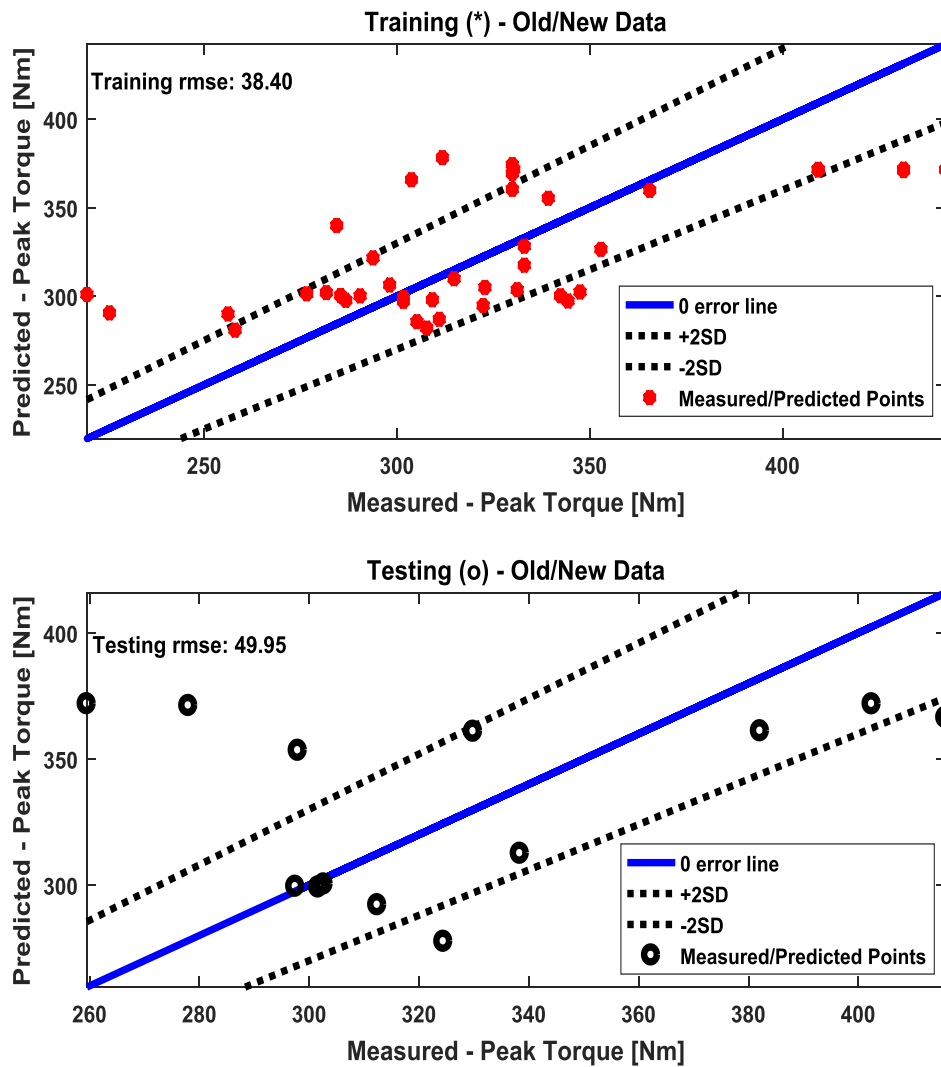 Training (*) - Old/New Data
Training rmse: 38.40
Predicted - Peak Torque [Nm]
400
350
300
250
0 error line
+2SD
-2SD
Measured/Predicted Points
250 300 350 400
Measured - Peak Torque [Nm]
Testing (o) - Old/New Data
Testing rmse: 49.95
Predicted - Peak Torque [Nm]
400
350
300
0 error line
+2SD
-2SD
Measured/Predicted Points
260 280 300 320 340 360 380 400
Measured - Peak Torque [Nm]